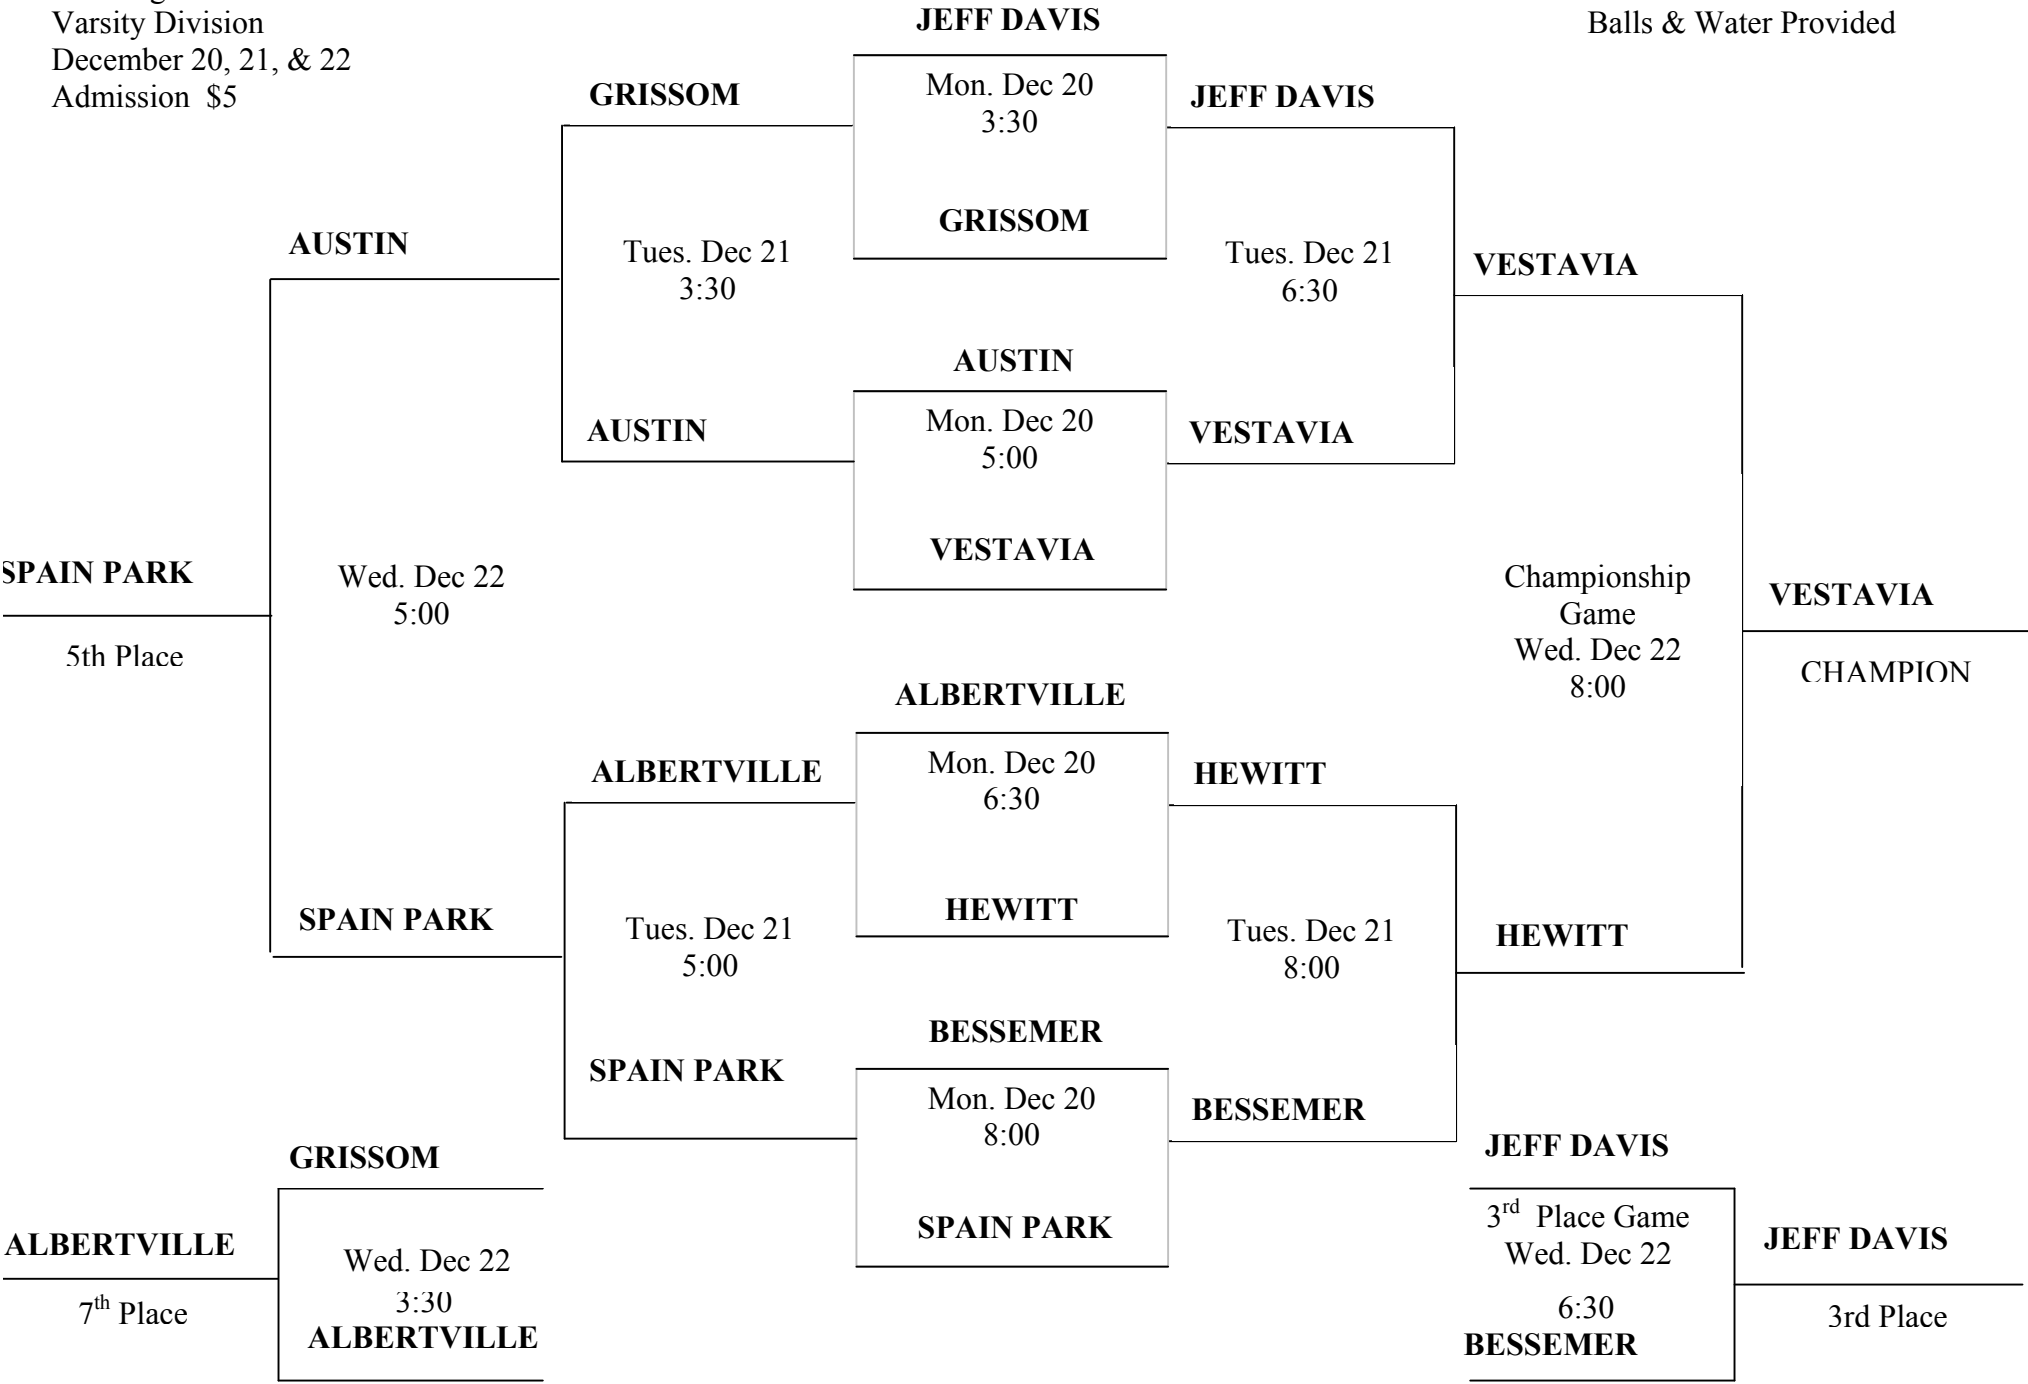 Varsity Division
December 20, 21, & 22
Admission $5
Balls & Water Provided
JEFF DAVIS
Mon. Dec 20
3:30
GRISSOM
GRISSOM
JEFF DAVIS
AUSTIN
Tues. Dec 21
3:30
Tues. Dec 21
6:30
VESTAVIA
AUSTIN
Mon. Dec 20
5:00
VESTAVIA
AUSTIN
VESTAVIA
SPAIN PARK
5th Place
Wed. Dec 22
5:00
Championship
Game
Wed. Dec 22
8:00
VESTAVIA
CHAMPION
ALBERTVILLE
Mon. Dec 20
6:30
HEWITT
ALBERTVILLE
HEWITT
SPAIN PARK
Tues. Dec 21
5:00
Tues. Dec 21
8:00
HEWITT
BESSEMER
Mon. Dec 20
8:00
SPAIN PARK
SPAIN PARK
BESSEMER
GRISSOM
Wed. Dec 22
3:30
ALBERTVILLE
ALBERTVILLE
7th Place
JEFF DAVIS
3rd Place Game
Wed. Dec 22
6:30
BESSEMER
JEFF DAVIS
3rd Place